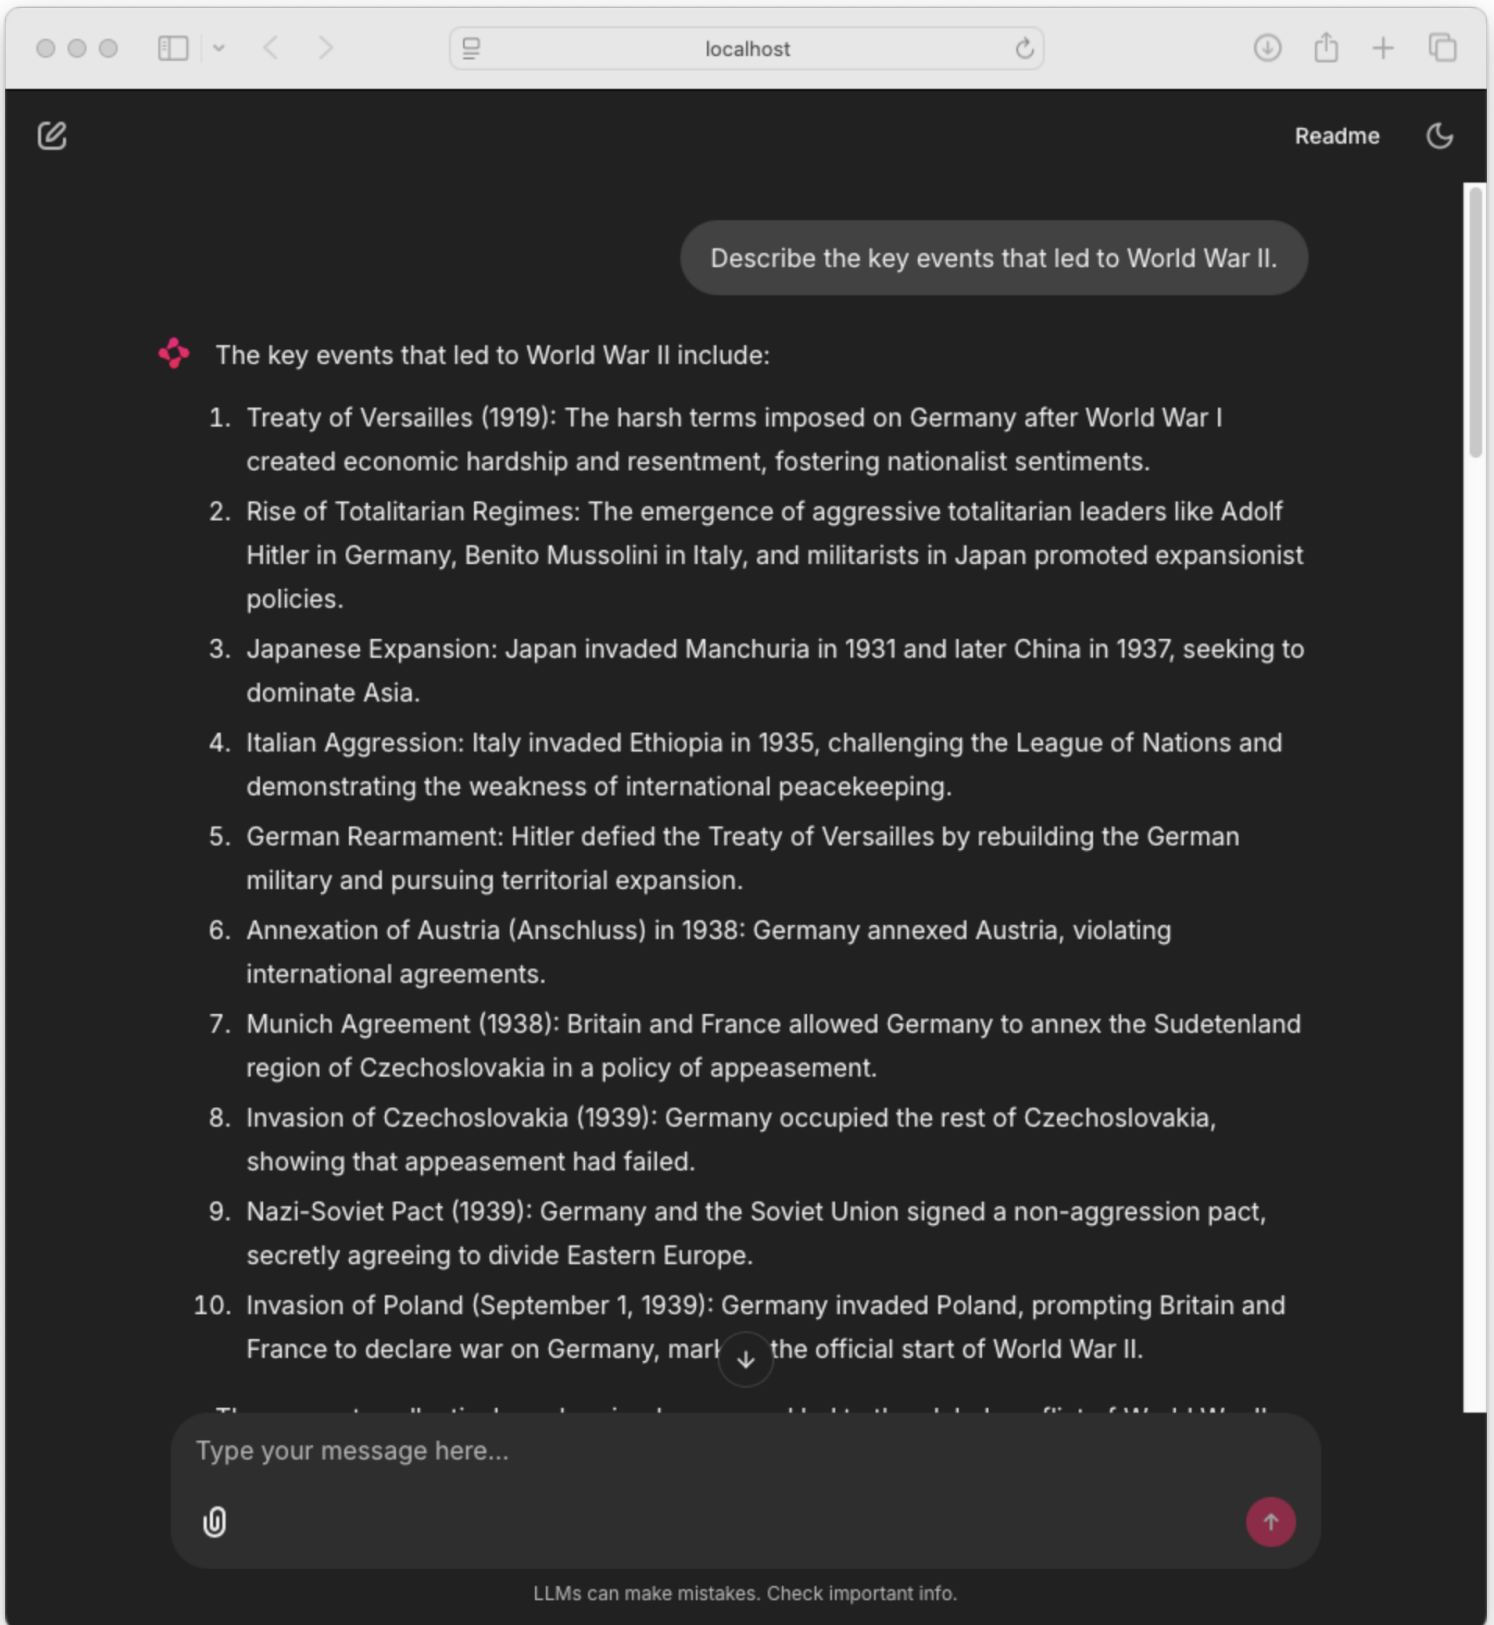 localhost
Readme
Describe the key events that led to World War II.
The key events that led to World War II include:
1. Treaty of Versailles (1919): The harsh terms imposed on Germany after World War I
created economic hardship and resentment, fostering nationalist sentiments.
2. Rise of Totalitarian Regimes: The emergence of aggressive totalitarian leaders like Adolf
Hitler in Germany, Benito Mussolini in Italy, and militarists in Japan promoted expansionist
policies.
3. Japanese Expansion: Japan invaded Manchuria in 1931 and later China in 1937, seeking to
dominate Asia.
4. Italian Aggression: Italy invaded Ethiopia in 1935, challenging the League of Nations and
demonstrating the weakness of international peacekeeping.
5. German Rearmament: Hitler defied the Treaty of Versailles by rebuilding the German
military and pursuing territorial expansion.
6. Annexation of Austria (Anschluss) in 1938: Germany annexed Austria, violating
international agreements.
7. Munich Agreement (1938): Britain and France allowed Germany to annex the Sudetenland
region of Czechoslovakia in a policy of appeasement.
8. Invasion of Czechoslovakia (1939): Germany occupied the rest of Czechoslovakia,
showing that appeasement had failed.
9. Nazi-Soviet Pact (1939): Germany and the Soviet Union signed a non-aggression pact,
secretly agreeing to divide Eastern Europe.
10. Invasion of Poland (September 1, 1939): Germany invaded Poland, prompting Britain and
France to declare war on Germany, the official start of World War II.
Type your message here...
LLMs can make mistakes. Check important info.